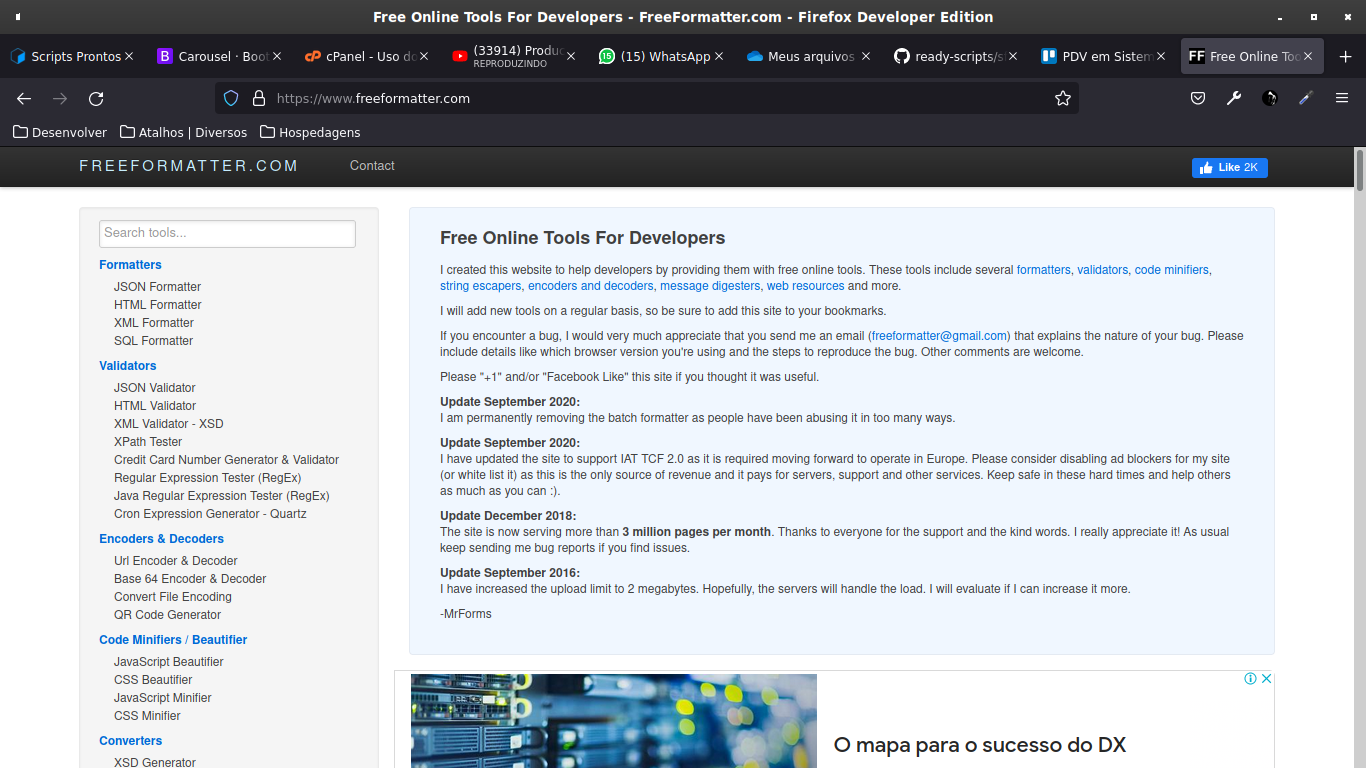 Free Online Tools For Developers - FreeFormatter.com - Firefox Developer Edition
Scripts Prontos
Carousel · Boot
cPanel - Uso do
(33914) Produc
REPRODUZINDO
(15) WhatsApp
Meus arquivos
ready-scripts/st
PDV em Sistem
Free Online Too
https://www.freeformatter.com
Desenvolver
Atalhos | Diversos
Hospedagens
FREEFORMATTER.COM
Contact
Like 2K
Search tools...
Formatters
JSON Formatter
HTML Formatter
XML Formatter
SQL Formatter
Validators
JSON Validator
HTML Validator
XML Validator - XSD
XPath Tester
Credit Card Number Generator & Validator
Regular Expression Tester (RegEx)
Java Regular Expression Tester (RegEx)
Cron Expression Generator - Quartz
Encoders & Decoders
Url Encoder & Decoder
Base 64 Encoder & Decoder
Convert File Encoding
QR Code Generator
Code Minifiers / Beautifier
JavaScript Beautifier
CSS Beautifier
JavaScript Minifier
CSS Minifier
Converters
XSD Generator
Free Online Tools For Developers
I created this website to help developers by providing them with free online tools. These tools include several formatters, validators, code minifiers,
string escapers, encoders and decoders, message digesters, web resources and more.
I will add new tools on a regular basis, so be sure to add this site to your bookmarks.
If you encounter a bug, I would very much appreciate that you send me an email (freeformatter@gmail.com) that explains the nature of your bug. Please
include details like which browser version you're using and the steps to reproduce the bug. Other comments are welcome.
Please "+1" and/or "Facebook Like" this site if you thought it was useful.
Update September 2020:
I am permanently removing the batch formatter as people have been abusing it in too many ways.
Update September 2020:
I have updated the site to support IAT TCF 2.0 as it is required moving forward to operate in Europe. Please consider disabling ad blockers for my site
(or white list it) as this is the only source of revenue and it pays for servers, support and other services. Keep safe in these hard times and help others
as much as you can :).
Update December 2018:
The site is now serving more than 3 million pages per month. Thanks to everyone for the support and the kind words. I really appreciate it! As usual
keep sending me bug reports if you find issues.
Update September 2016:
I have increased the upload limit to 2 megabytes. Hopefully, the servers will handle the load. I will evaluate if I can increase it more.
-MrForms
O mapa para o sucesso do DX